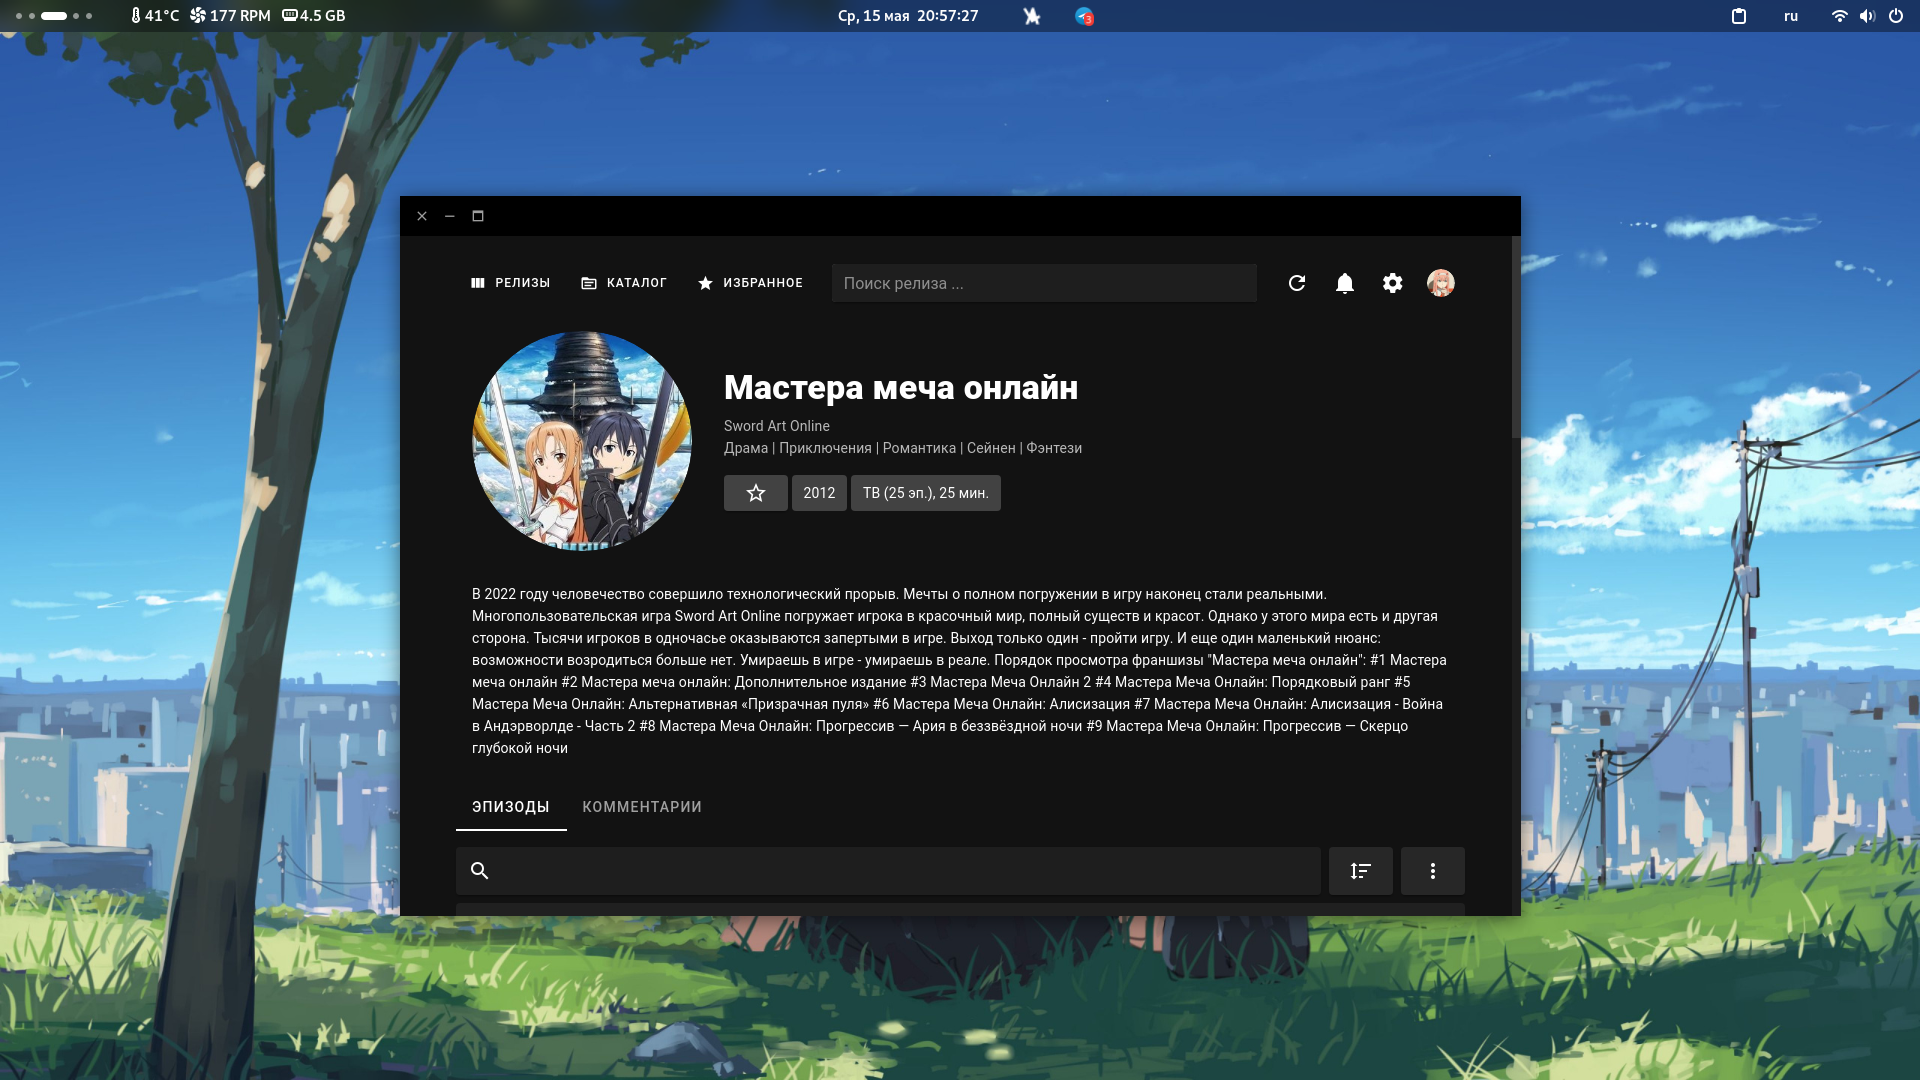 41°C 177 RPM 4.5 GB Ср, 15 мая 20:57:27 3 ru
РЕЛИЗЫ КАТАЛОГ ИЗБРАННОЕ Поиск релиза ...
Мастера меча онлайн
Sword Art Online
Драма | Приключения | Романтика | Сейнен | Фэнтези
2012 ТВ (25 эп.), 25 мин.
В 2022 году человечество совершило технологический прорыв. Мечты о полном погружении в игру наконец стали реальными.
Многопользовательская игра Sword Art Online погружает игрока в красочный мир, полный существ и красот. Однако у этого мира есть и другая
сторона. Тысячи игроков в одночасье оказываются запертыми в игре. Выход только один - пройти игру. И еще один маленький нюанс:
возможности возродиться больше нет. Умираешь в игре - умираешь в реале. Порядок просмотра франшизы "Мастера меча онлайн": #1 Мастера
меча онлайн #2 Мастера меча онлайн: Дополнительное издание #3 Мастера Меча Онлайн 2 #4 Мастера Меча Онлайн: Порядковый ранг #5
Мастера Меча Онлайн: Альтернативная «Призрачная пуля» #6 Мастера Меча Онлайн: Алисизация #7 Мастера Меча Онлайн: Алисизация - Война
в Андэрворлде - Часть 2 #8 Мастера Меча Онлайн: Прогрессив — Ария в беззвёздной ночи #9 Мастера Меча Онлайн: Прогрессив — Скерцо
глубокой ночи
ЭПИЗОДЫ КОММЕНТАРИИ